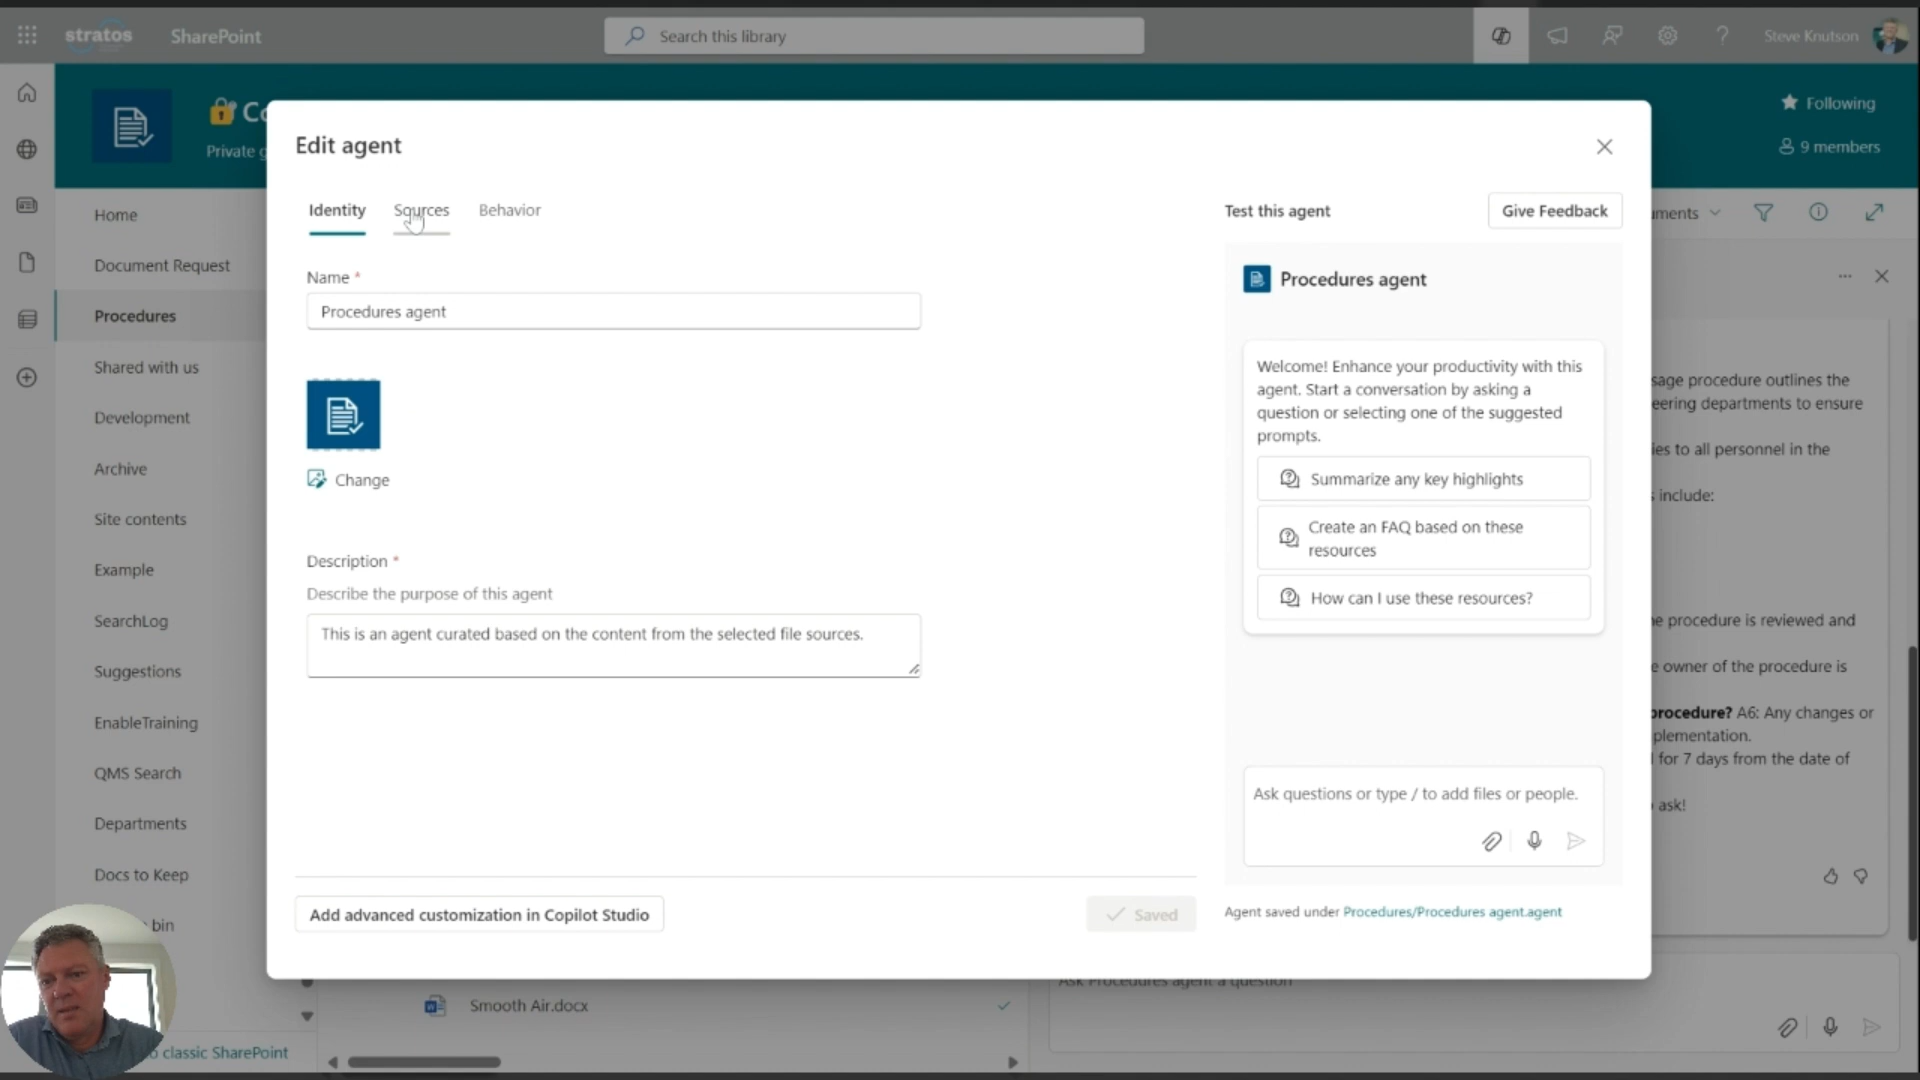 stratos
SharePoint
Search this library
Steve Knutson
Private
Following
9 members
Edit agent
Identity
Sources
Behavior
Name *
Procedures agent
Change
Description *
Describe the purpose of this agent
This is an agent curated based on the content from the selected file sources.
Add advanced customization in Copilot Studio
Saved
Test this agent
Give Feedback
Procedures agent
Welcome! Enhance your productivity with this
agent. Start a conversation by asking a
question or selecting one of the suggested
prompts.
Summarize any key highlights
Create an FAQ based on these
resources
How can I use these resources?
Ask questions or type / to add files or people.
Agent saved under Procedures/Procedures agent.agent
Home
Document Request
Procedures
Shared with us
Development
Archive
Site contents
Example
SearchLog
Suggestions
EnableTraining
QMS Search
Departments
Docs to Keep
bin
classic SharePoint
Smooth Air.docx
procedure outlines the
departments to ensure
to all personnel in the
include:
procedure is reviewed and
owner of the procedure is
procedure? A6: Any changes or
for 7 days from the date of
ask!
Ask Procedures agent a question